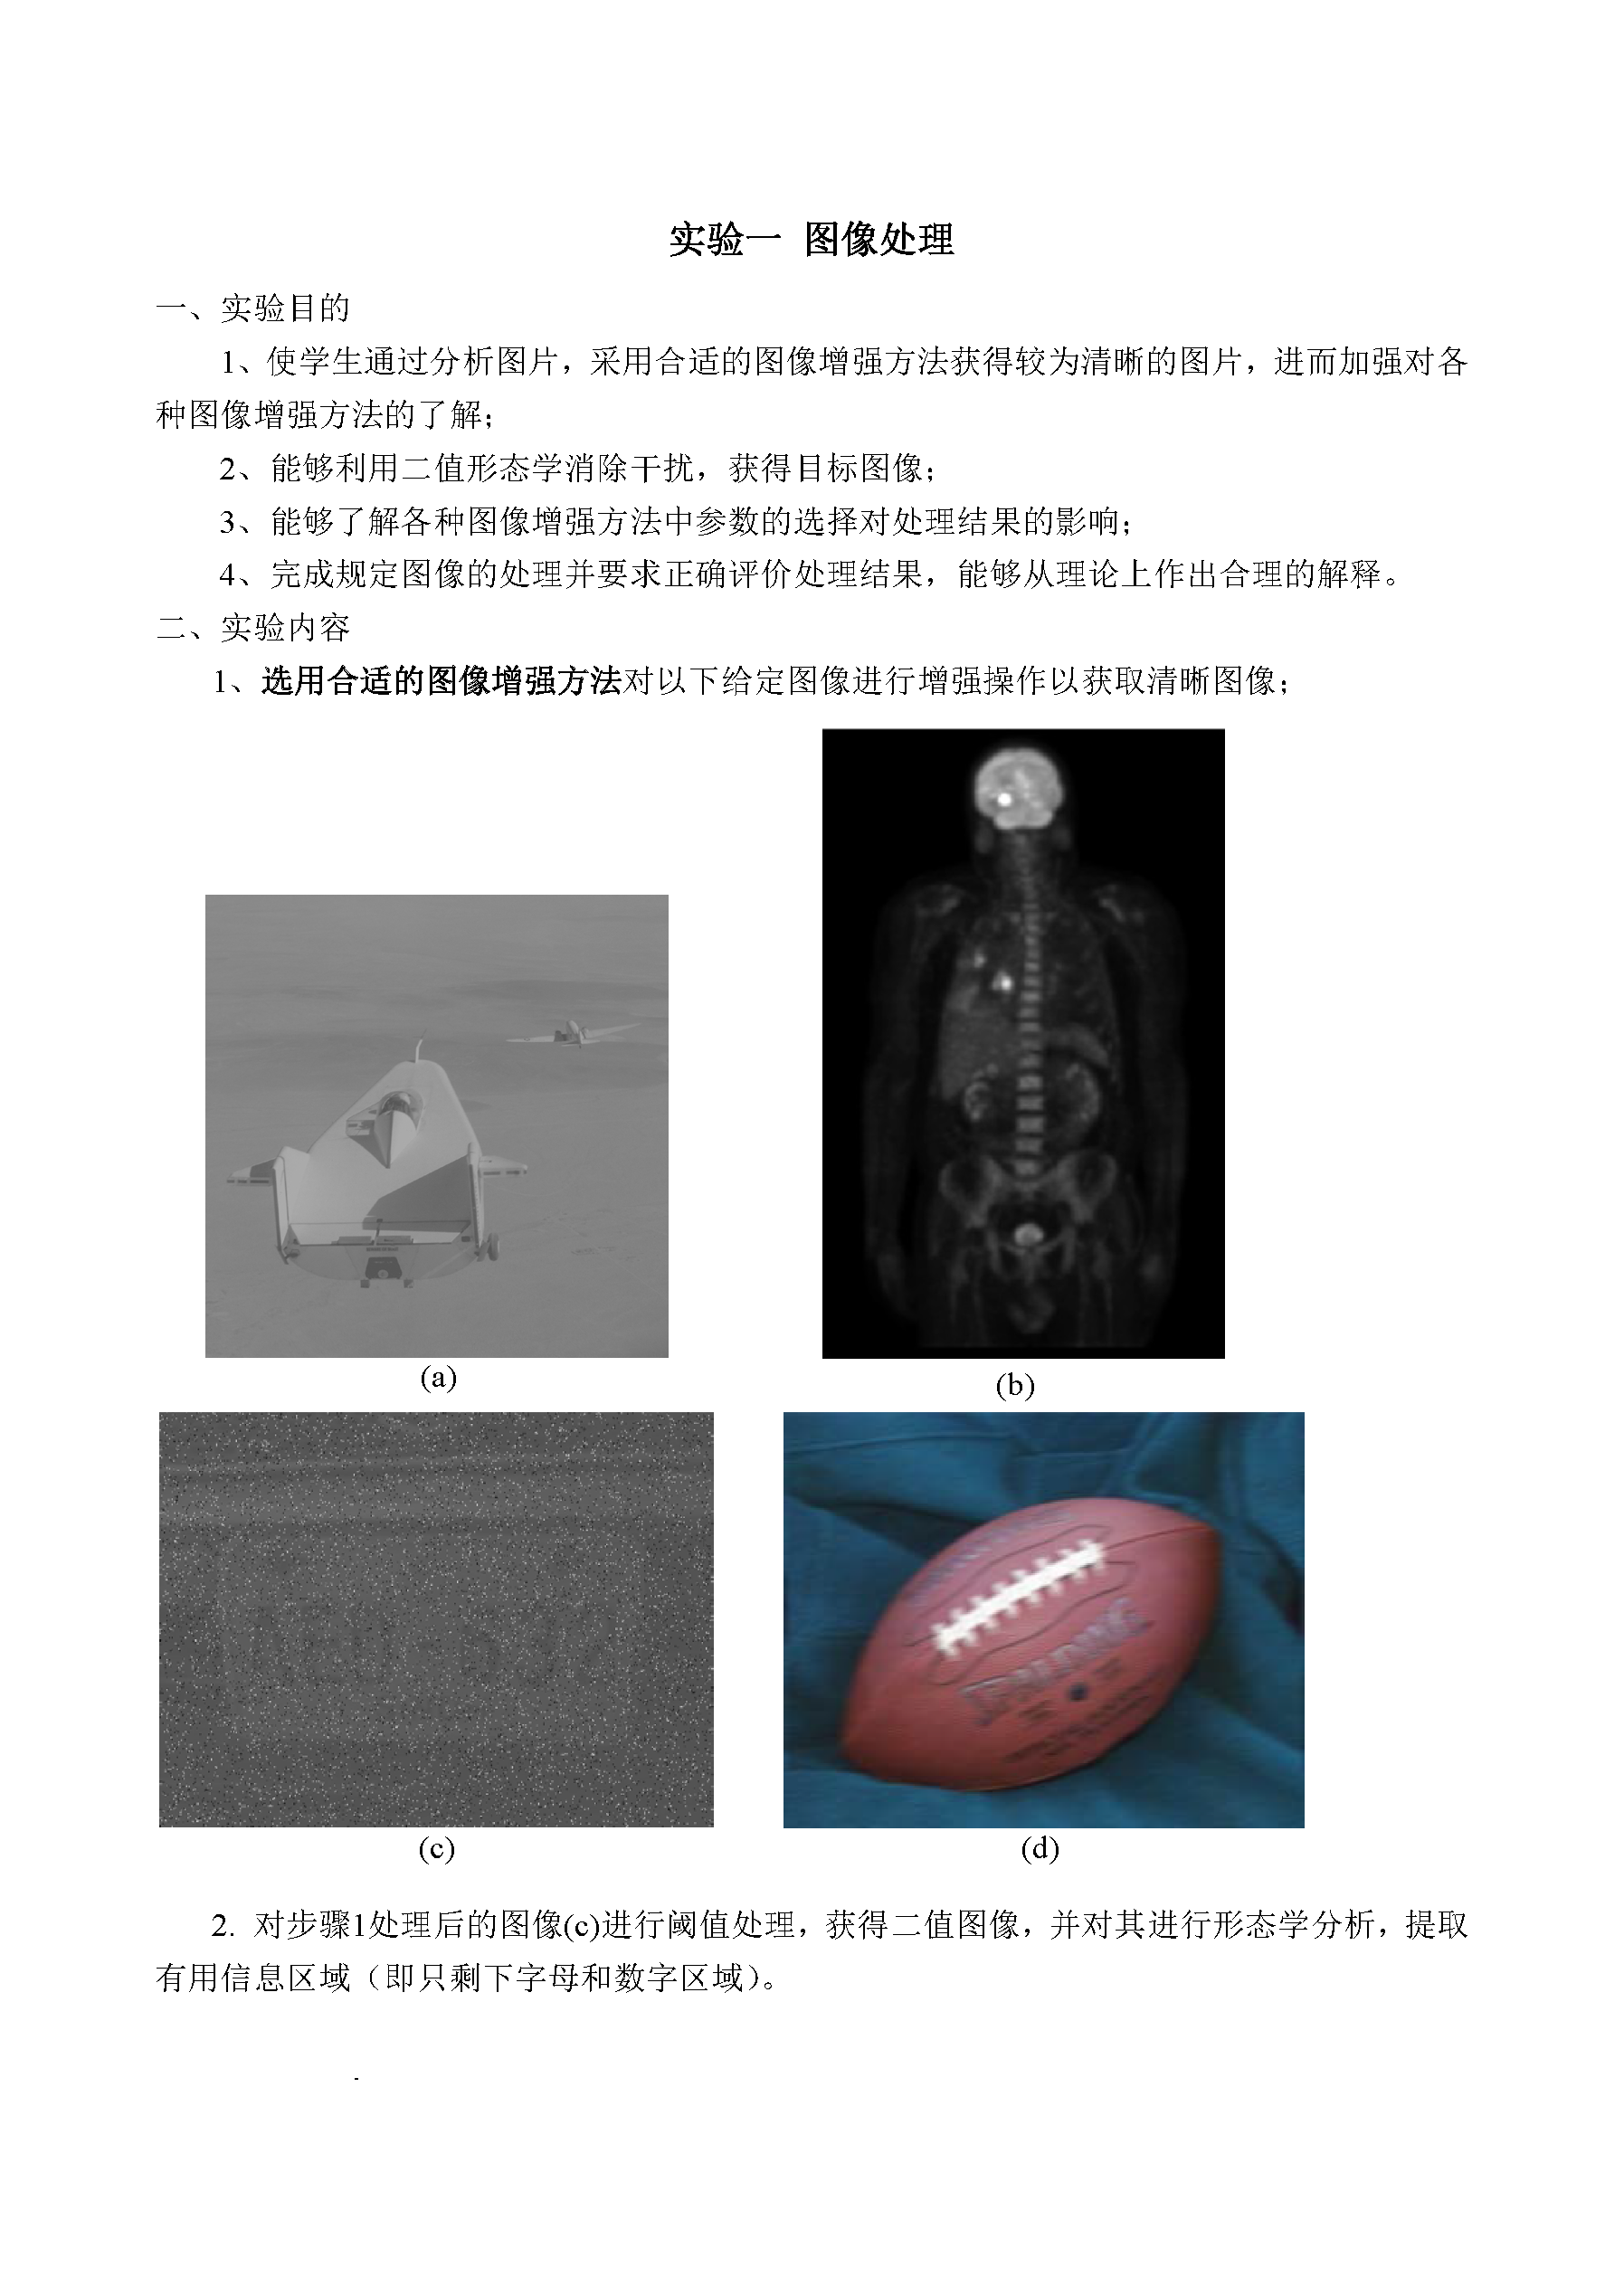 实验一 图像处理
一、实验目的
1、使学生通过分析图片，采用合适的图像增强方法获得较为清晰的图片，进而加强对各
种图像增强方法的了解；
2、能够利用二值形态学消除干扰，获得目标图像；
3、能够了解各种图像增强方法中参数的选择对处理结果的影响；
4、完成规定图像的处理并要求正确评价处理结果，能够从理论上作出合理的解释。
二、实验内容
1、选用合适的图像增强方法对以下给定图像进行增强操作以获取清晰图像；
(a)
(b)
(c)
(d)
2. 对步骤1处理后的图像(c)进行阈值处理，获得二值图像，并对其进行形态学分析，提取
有用信息区域（即只剩下字母和数字区域）。